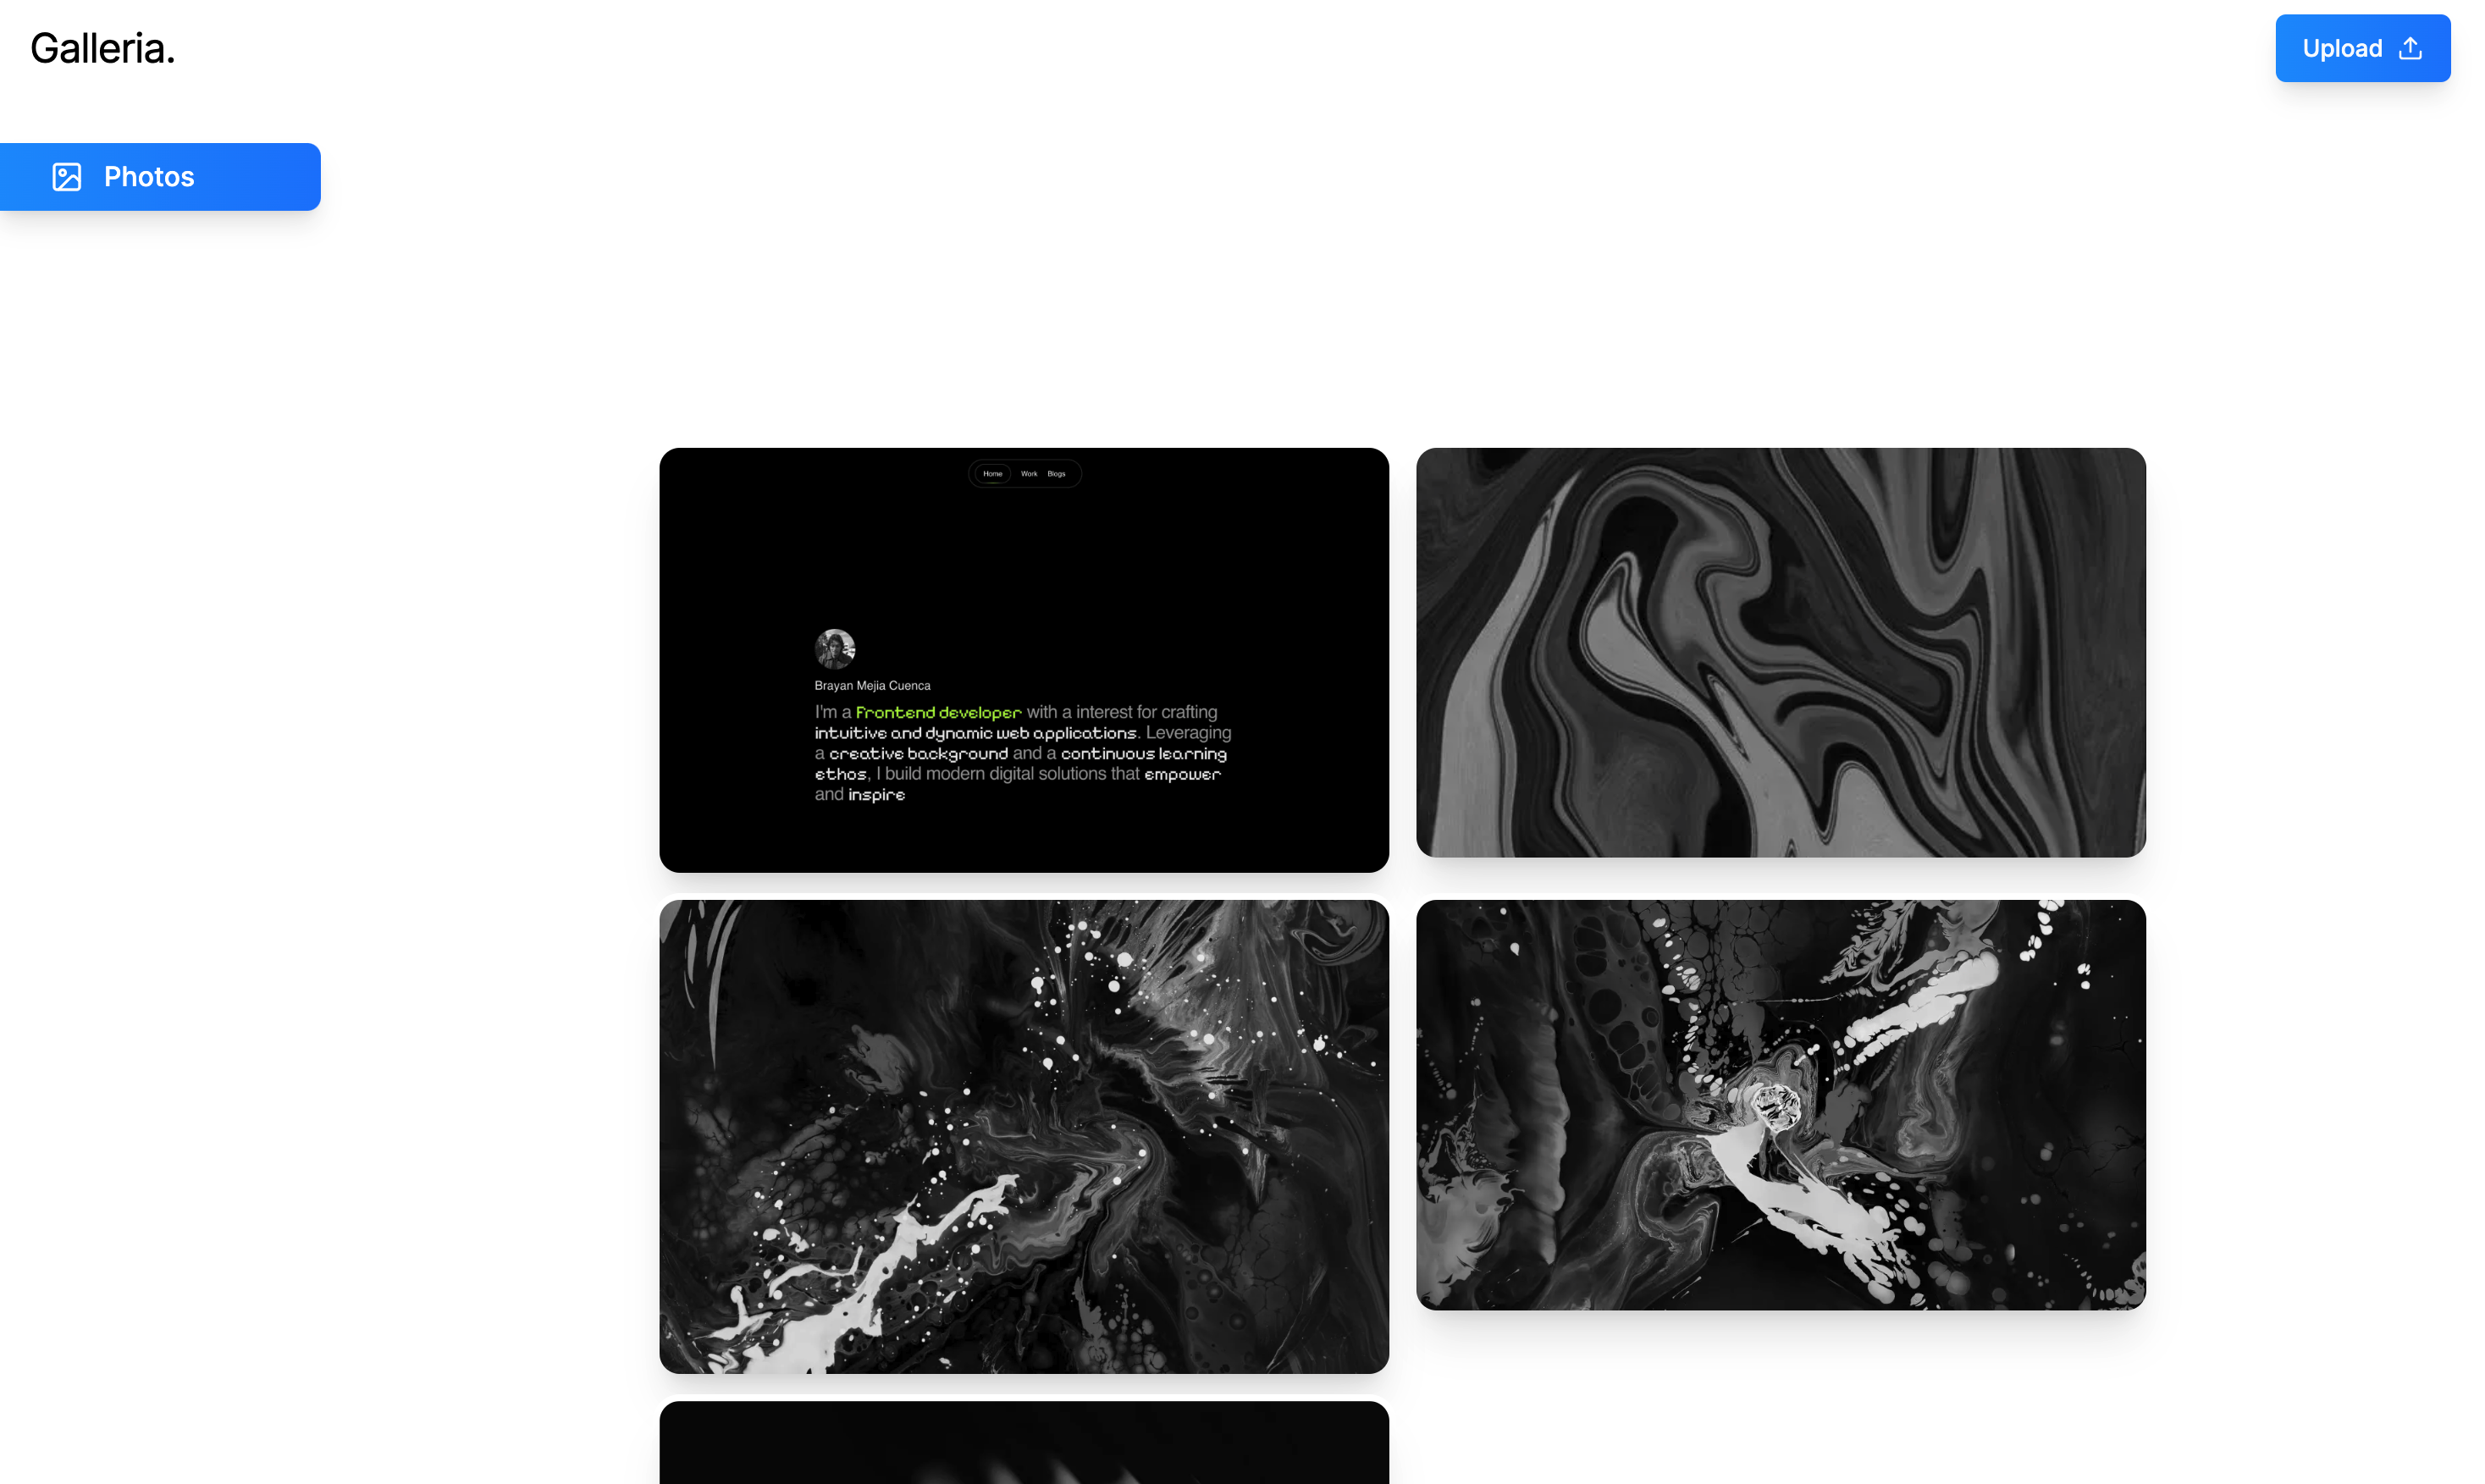 Galleria.
Upload
Photos
Home Work Blogs
Brayan Mejia Cuenca
I'm a Frontend developer with a interest for crafting
intuitive and dynamic web applications. Leveraging
a creative background and a continuous learning
ethos, I build modern digital solutions that empower
and inspire